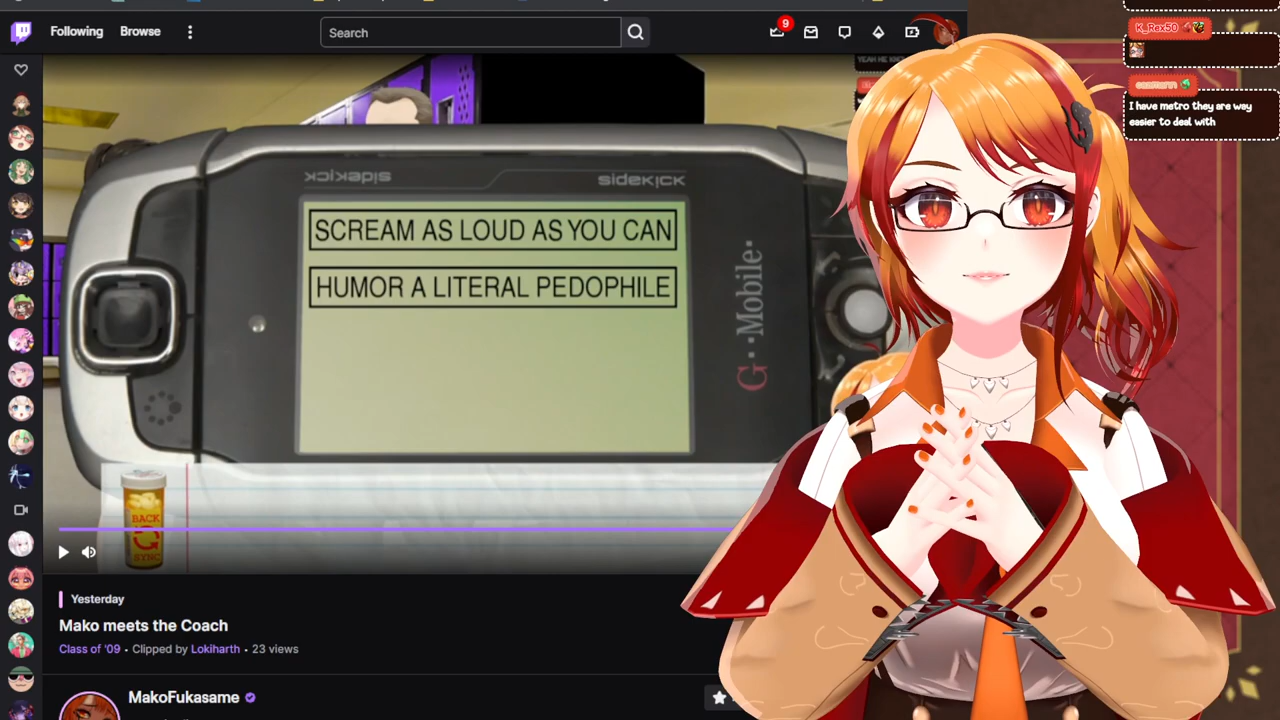 Following
Browse
Search
9
K_Rex50
I have metro they are way
easier to deal with
sidekick
sidekick
SCREAM AS LOUD AS YOU CAN
HUMOR A LITERAL PEDOPHILE
G··Mobile·
BACK
SYNC
Yesterday
Mako meets the Coach
Class of '09 • Clipped by Lokiharth • 23 views
MakoFukasame